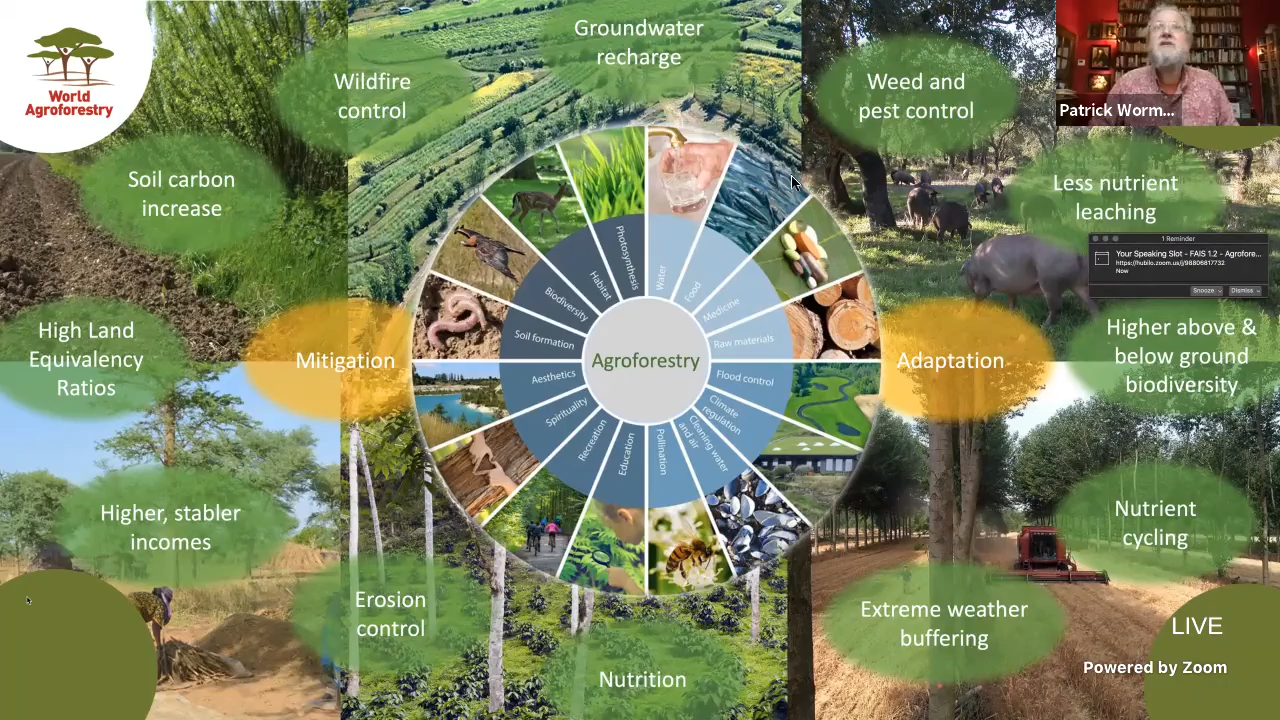 World
Agroforestry
Groundwater
recharge
Wildfire
control
Weed and
pest control
Patrick Worm...
Soil carbon
increase
Less nutrient
leaching
1 Reminder
Your Speaking Slot - FAIS 1.2 - Agrofore...
Now
Snooze
Dismiss
High Land
Equivalency
Ratios
Mitigation
Agroforestry
Adaptation
Higher above &
below ground
biodiversity
Photosynthesis
Water
Food
Medicine
Raw materials
Flood control
Climate
regulation
Cleaning water
and air
Pollination
Education
Recreation
Spirituality
Aesthetics
Soil formation
Biodiversity
Habitat
Higher, stabler
incomes
Nutrient
cycling
Erosion
control
Extreme weather
buffering
Nutrition
LIVE
Powered by Zoom